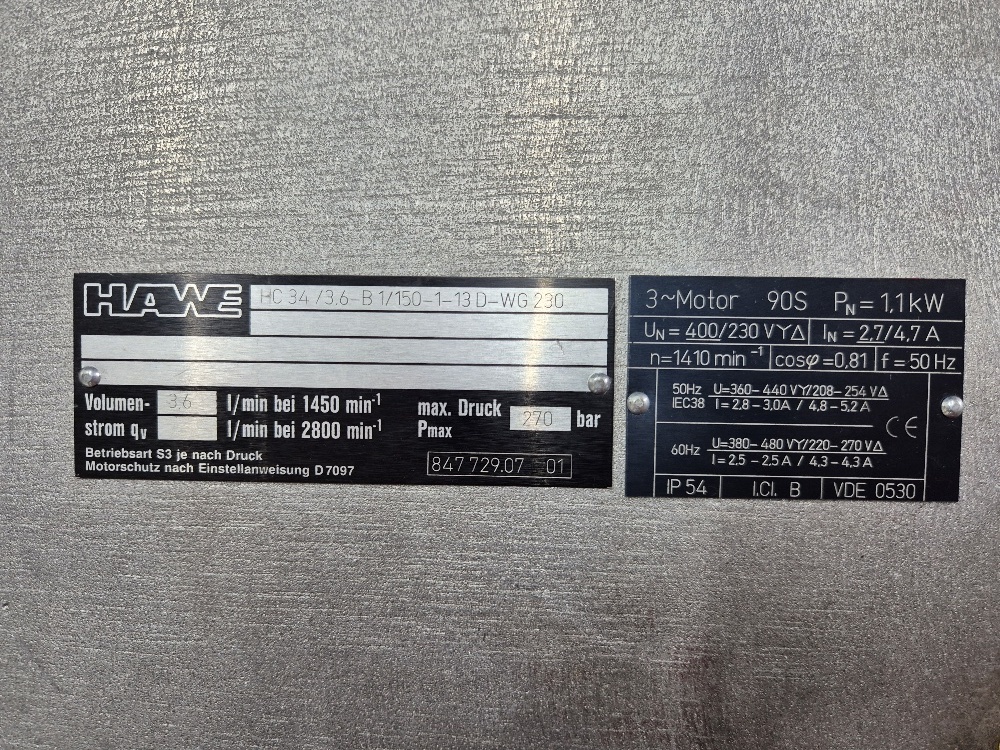 HAWE
HC 34 /3.6-B 1/150-1-13 D-WG 230
Volumen- 3,6 l/min bei 1450 min-1
strom qv l/min bei 2800 min-1
max. Druck
Pmax 270 bar
Betriebsart S3 je nach Druck
Motorschutz nach Einstellanweisung D 7097
847 729.07 01
3~Motor 90S PN= 1,1kW
UN= 400/230 VYΔ IN = 2,7/4,7 A
n=1410 min-1 cosφ=0,81 f= 50 Hz
50Hz U=360-440 VY/208-254 VΔ
IEC38 I=2,8-3,0A / 4,8-5,2A
60Hz U=380-480 VY/220-270 VΔ
I=2,5-2,5A / 4,3-4,3A
CE
IP 54 I.Cl. B VDE 0530